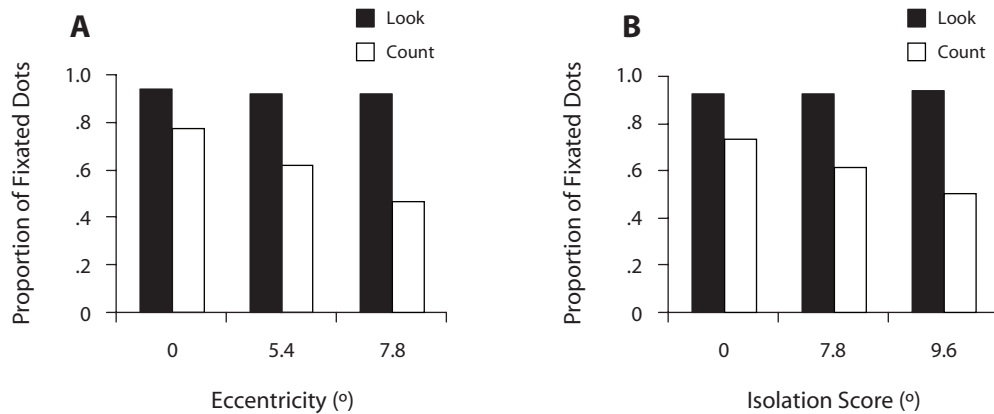 A
Look
Count
Proportion of Fixated Dots
1.0
.8
.6
.4
.2
0
0 5.4 7.8
Eccentricity (º)
B
Look
Count
Proportion of Fixated Dots
1.0
.8
.6
.4
.2
0
0 7.8 9.6
Isolation Score (º)